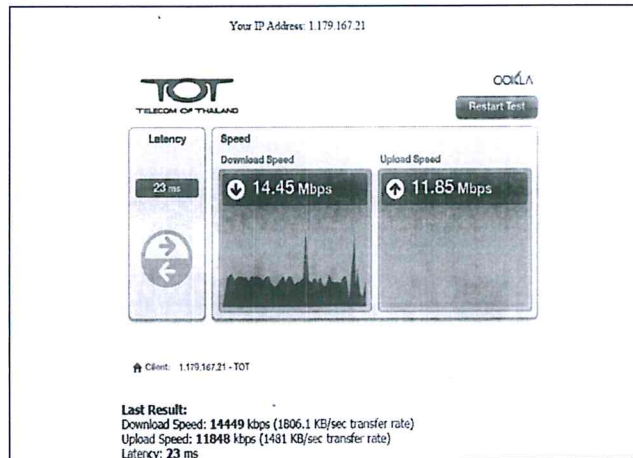 Your IP Address: 1.179.167.21
TOT
TELECOM OF THAILAND
OOKLA
Restart Test
Latency
Speed
Download Speed
Upload Speed
23 ms
14.45 Mbps
11.85 Mbps
Client: 1.179.167.21 - TOT
Last Result:
Download Speed: 14449 kbps (1806.1 KB/sec transfer rate)
Upload Speed: 11848 kbps (1481 KB/sec transfer rate)
Latency: 23 ms